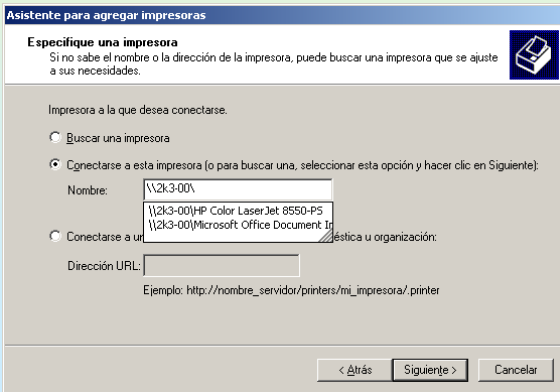 Asistente para agregar impresoras
Especifique una impresora
Si no sabe el nombre o la dirección de la impresora, puede buscar una impresora que se ajuste
a sus necesidades.
Impresora a la que desea conectarse.
Buscar una impresora
Conectarse a esta impresora (o para buscar una, seleccionar esta opción y hacer clic en Siguiente):
Nombre: \\2k3-00\
\\2k3-00\HP Color LaserJet 8550-PS
\\2k3-00\Microsoft Office Document
Conectarse a éstica u organización:
Dirección URL:
Ejemplo: http://nombre_servidor/printers/mi_impresora/.printer
< Atrás Siguiente > Cancelar